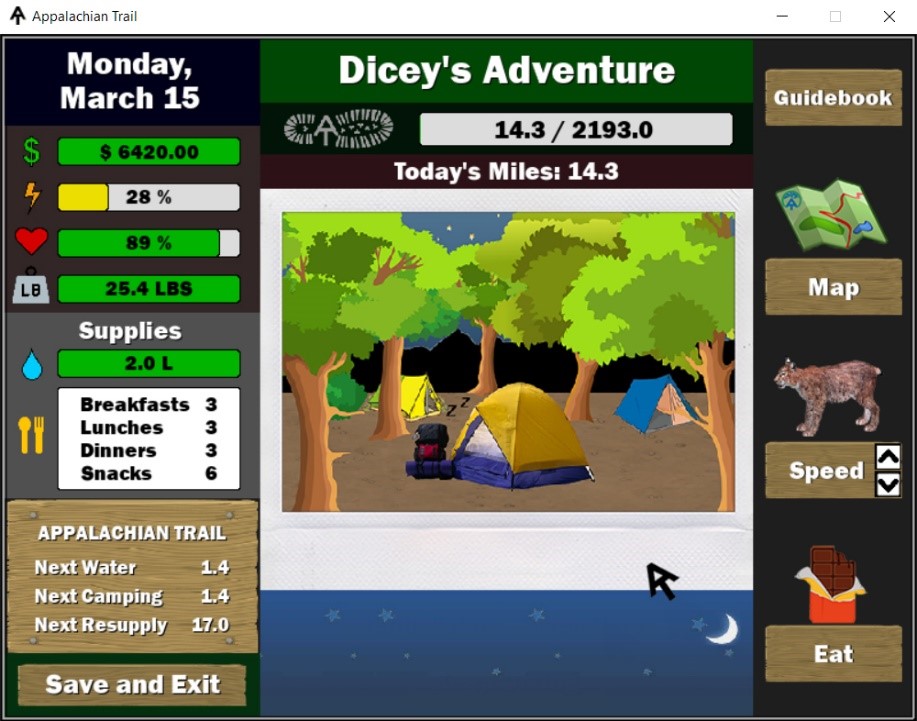 Appalachian Trail
Monday,
March 15
$ 6420.00
28 %
89 %
LB
25.4 LBS
Supplies
2.0 L
Breakfasts 3
Lunches 3
Dinners 3
Snacks 6
APPALACHIAN TRAIL
Next Water 1.4
Next Camping 1.4
Next Resupply 17.0
Save and Exit
Dicey's Adventure
14.3 / 2193.0
Today's Miles: 14.3
z z
Guidebook
Map
Speed
Eat